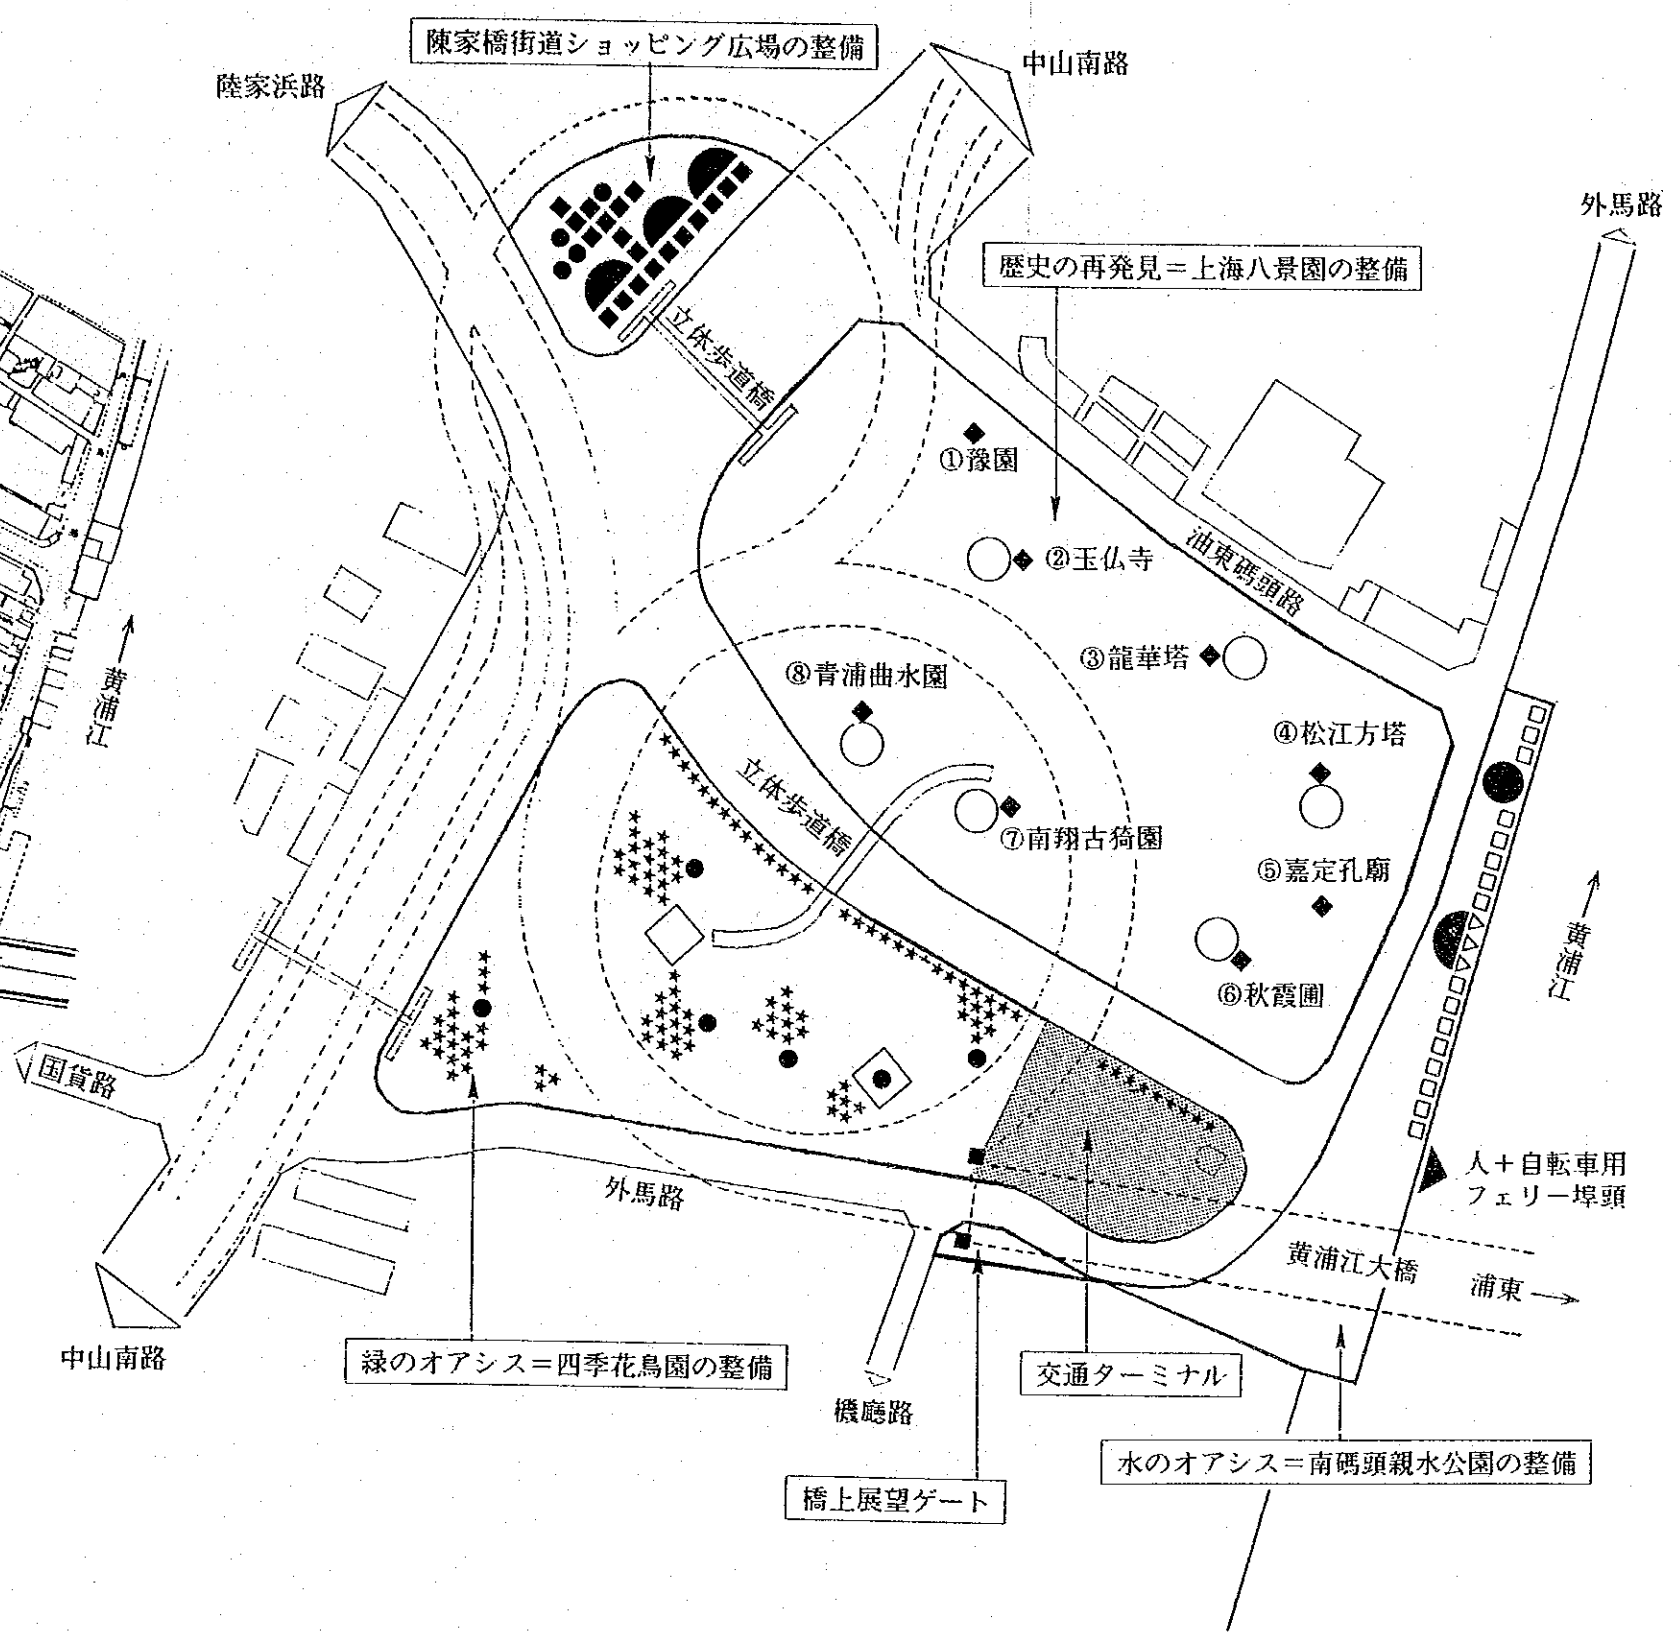 陳家橋街道ショッピング広場の整備
陸家浜路
中山南路
外馬路
歴史の再発見＝上海八景園の整備
立体歩道橋
①豫園
②玉仏寺
油東碼頭路
③龍華塔
⑧青浦曲水園
④松江方塔
立体歩道橋
⑦南翔古猗園
⑤嘉定孔廟
⑥秋霞圃
黄浦江
黄浦江
国貨路
外馬路
人＋自転車用
フェリー埠頭
黄浦江大橋
浦東
中山南路
緑のオアシス＝四季花鳥園の整備
交通ターミナル
機廳路
水のオアシス＝南碼頭親水公園の整備
橋上展望ゲート